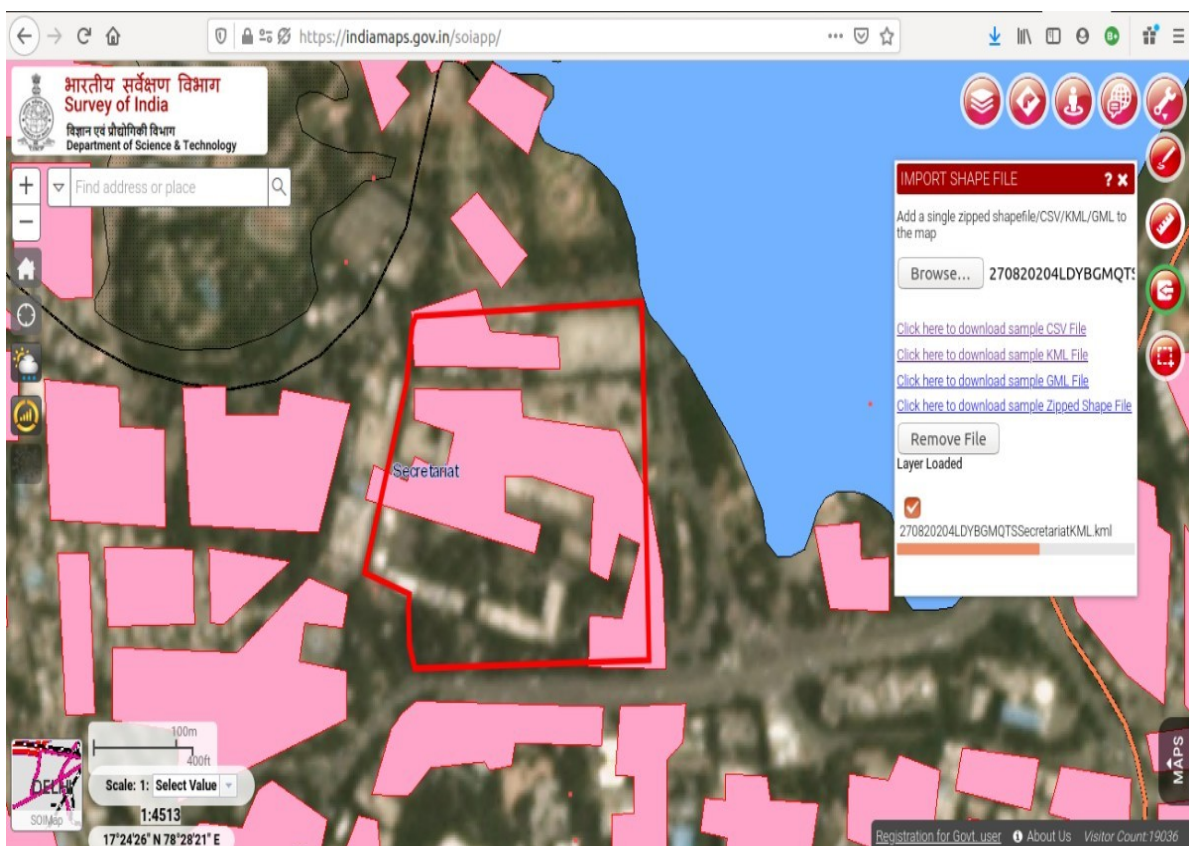 https://indiamaps.gov.in/soiapp/
भारतीय सर्वेक्षण विभाग
Survey of India
विज्ञान एवं प्रौद्योगिकी विभाग
Department of Science & Technology
+
Find address or place
−
IMPORT SHAPE FILE ? ×
Add a single zipped shapefile/CSV/KML/GML to
the map
Browse... 270820204LDYBGMQTS
Click here to download sample CSV File
Click here to download sample KML File
Click here to download sample GML File
Click here to download sample Zipped Shape File
Remove File
Layer Loaded
270820204LDYBGMQTSSecretariatKML.kml
Secretariat
100m
400ft
DELHI
SOIMap
Scale: 1: Select Value
1:4513
17°24'26" N 78°28'21" E
MAPS
Registration for Govt. user About Us Visitor Count:19036